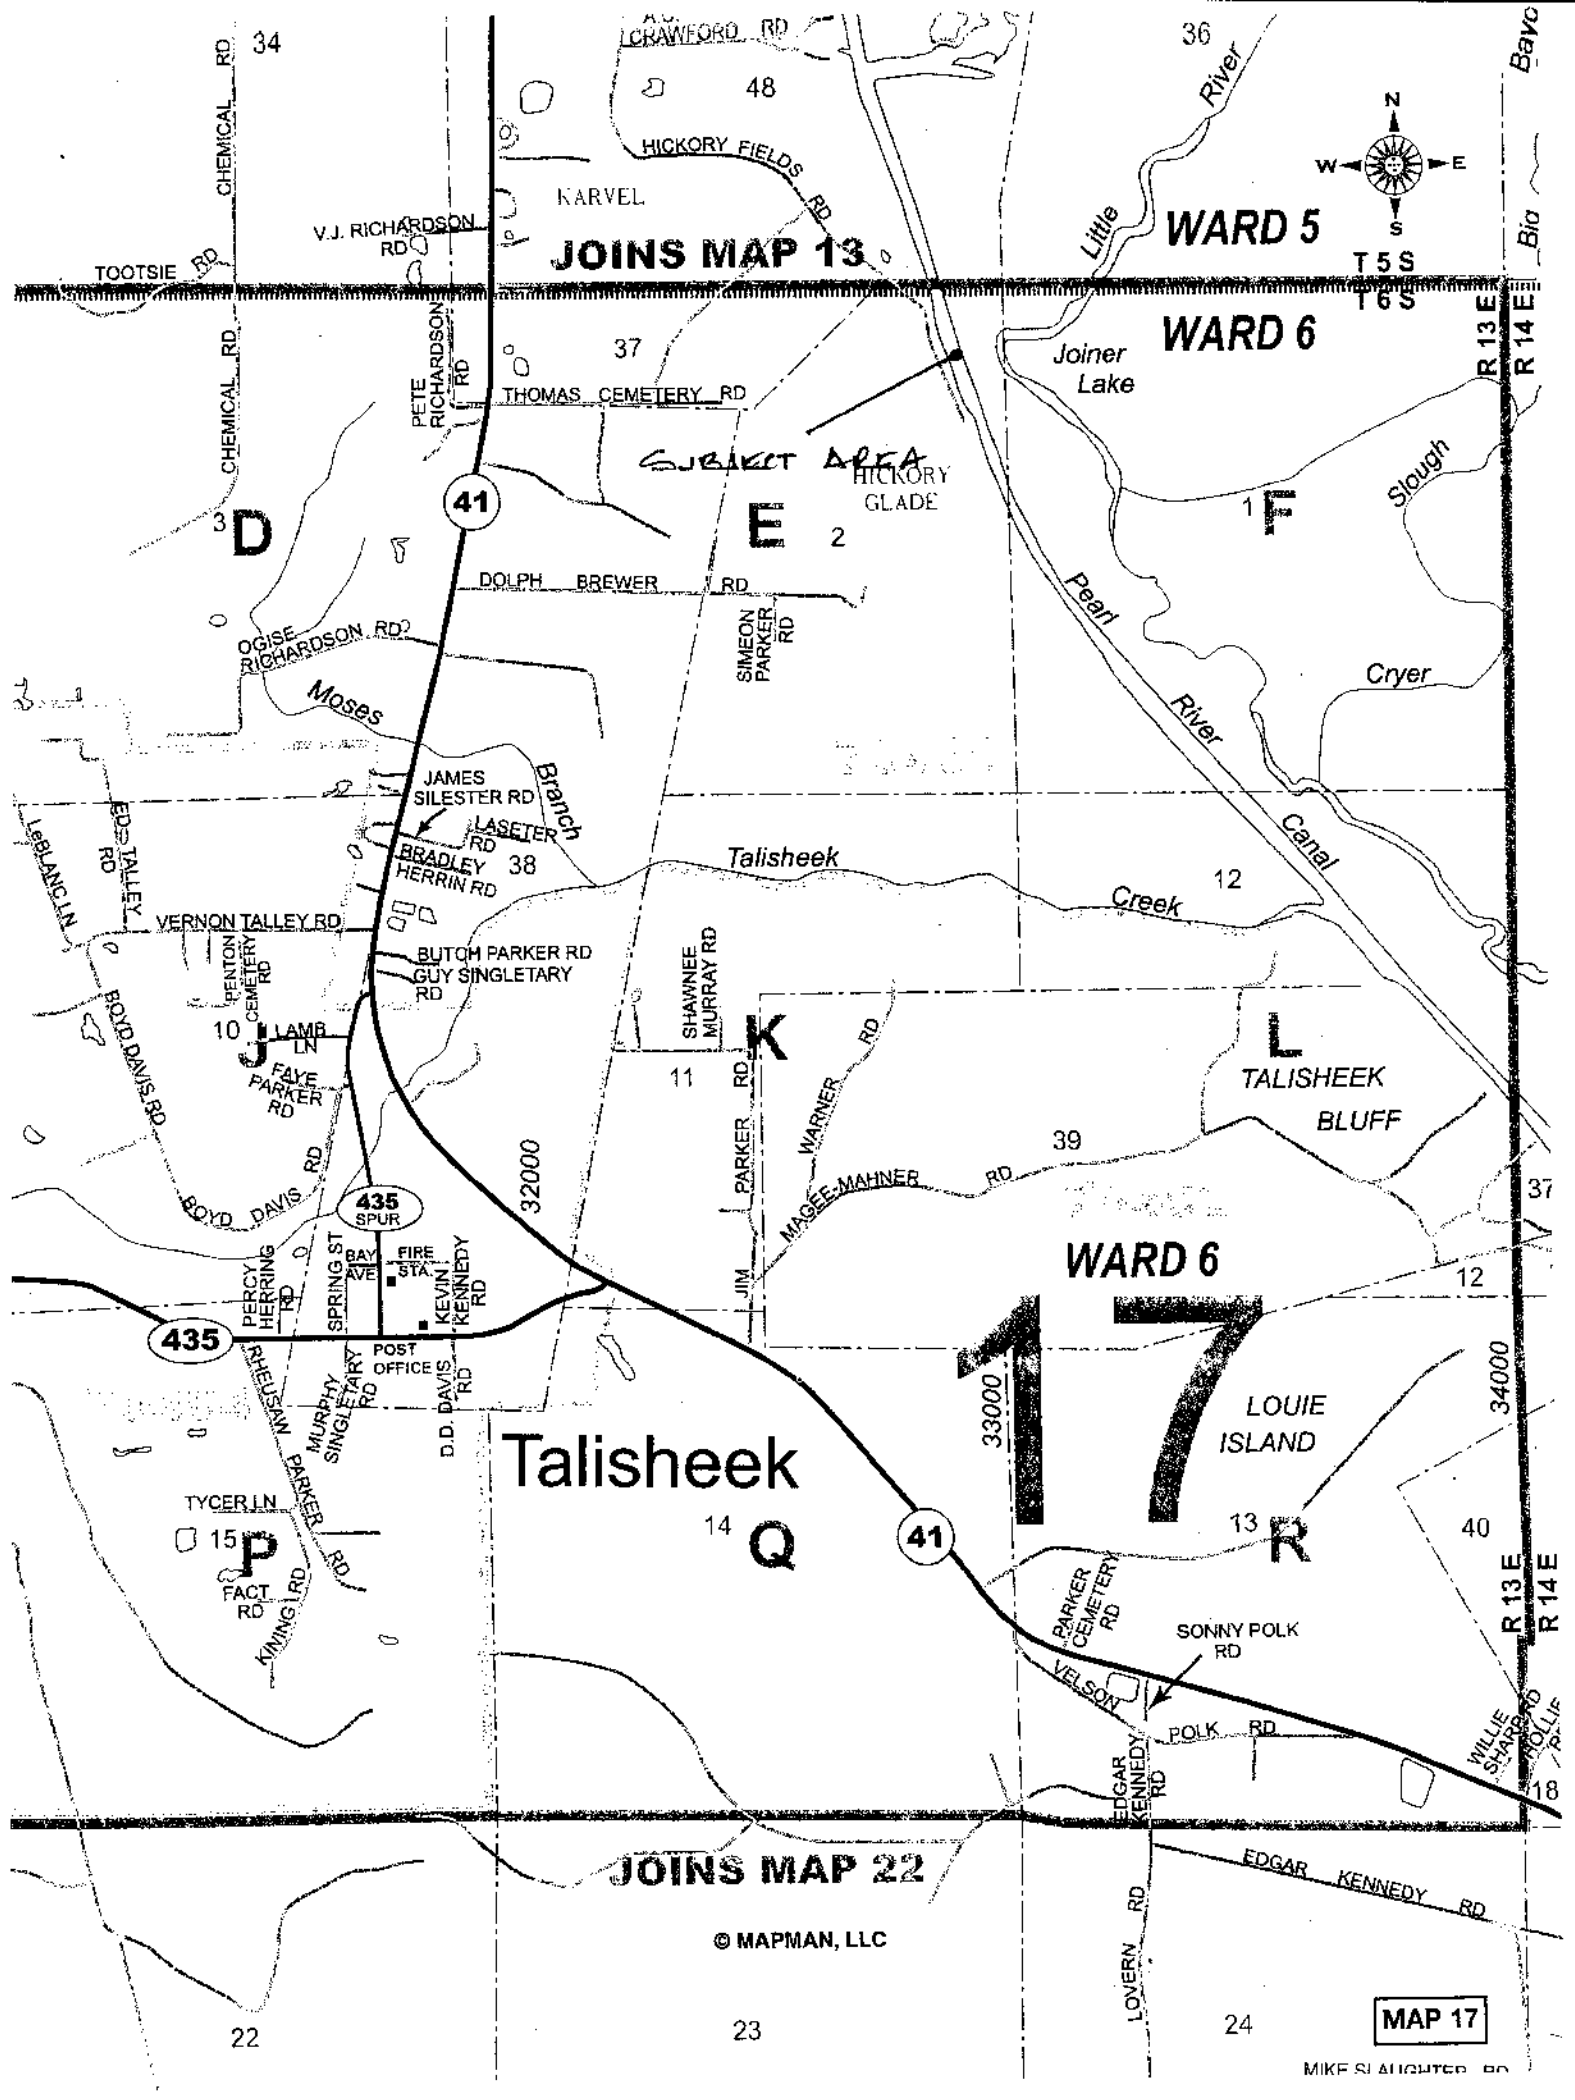 A.C.
CRAWFORD RD
34
36
48
CHEMICAL RD
Little River
N
W E
S
HICKORY FIELDS RD
KARVEL
V.J. RICHARDSON
RD
TOOTSIE RD
JOINS MAP 13
WARD 5
T 5 S
T 6 S
WARD 6
R 13 E
R 14 E
PETE
RICHARDSON
RD
37
Joiner
Lake
CHEMICAL RD
THOMAS CEMETERY RD
SUBJECT AREA
HICKORY
GLADE
41
3
D
E
2
1
F
Slough
DOLPH BREWER RD
SIMEON
PARKER
RD
OGISE
RICHARDSON RD
Moses
Branch
Pearl River Canal
Cryer
JAMES
SILESTER RD
LASETER
RD
BRADLEY
HERRIN RD
38
ED TALLEY
RD
LeBLANC LN
Talisheek Creek
12
VERNON TALLEY RD
BUTCH PARKER RD
GUY SINGLETARY
RD
PENTON
CEMETERY
RD
SHAWNEE
MURRAY RD
BOYD DAVIS RD
10
J
LAMB
LN
FAYE
PARKER
RD
K
11
L
TALISHEEK
BLUFF
WARNER RD
JIM PARKER RD
39
MAGEE-MAHNER RD
32000
37
BOYD DAVIS RD
435
SPUR
WARD 6
12
PERCY
HERRING
RD
SPRING ST
BAY
AVE
FIRE
STA.
KEVIN
KENNEDY
RD
435
POST
OFFICE
17
RHEUSAW PARKER RD
MURPHY
SINGLETARY
RD
D.D. DAVIS
RD
33000
34000
LOUIE
ISLAND
Talisheek
TYCER LN
15
P
14
Q
41
13
R
40
FACT
RD
KINING RD
R 13 E
R 14 E
PARKER
CEMETERY
RD
SONNY POLK
RD
VELSON POLK RD
EDGAR
KENNEDY
RD
WILLIE
SHARP RD
18
JOINS MAP 22
EDGAR KENNEDY RD
© MAPMAN, LLC
LOVERN RD
22
23
24
MAP 17
MIKE SLAUGHTER RD